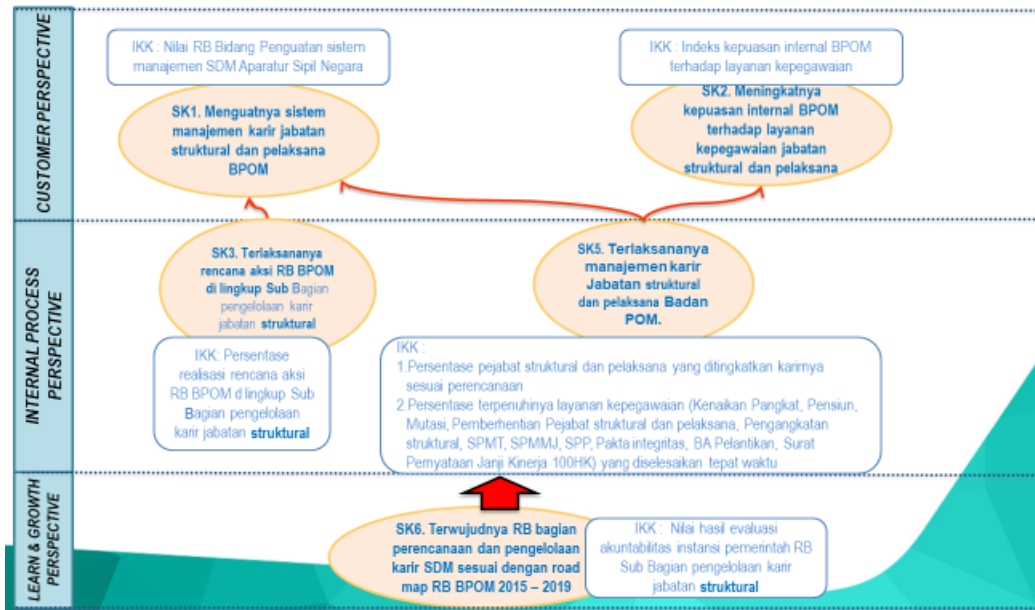 CUSTOMER PERSPECTIVE
IKK : Nilai RB Bidang Penguatan sistem
manajemen SDM Aparatur Sipil Negara
SK1. Menguatnya sistem
manajemen karir jabatan
struktural dan pelaksana
BPOM
IKK : Indeks kepuasan internal BPOM
terhadap layanan kepegawaian
SK2. Meningkatnya
kepuasan internal BPOM
terhadap layanan
kepegawaian jabatan
struktural dan pelaksana
INTERNAL PROCESS
PERSPECTIVE
SK3. Terlaksananya
rencana aksi RB BPOM
di lingkup Sub Bagian
pengelolaan karir
jabatan struktural
IKK: Persentase
realisasi rencana aksi
RB BPOM d lingkup Sub
Bagian pengelolaan
karir jabatan struktural
SK5. Terlaksananya
manajemen karir
Jabatan struktural
dan pelaksana Badan
POM.
IKK :
1.Persentase pejabat struktural dan pelaksana yang ditingkatkan karirnya
sesuai perencanaan
2.Persentase terpenuhinya layanan kepegawaian (Kenaikan Pangkat, Pensiun,
Mutasi, Pemberhentian Pejabat struktural dan pelaksana, Pengangkatan
struktural, SPMT, SPMMJ, SPP, Pakta integritas, BA Pelantikan, Surat
Pernyataan Janji Kinerja 100HK) yang diselesaikan tepat waktu
LEARN & GROWTH
PERSPECTIVE
SK6. Terwujudnya RB bagian
perencanaan dan pengelolaan
karir SDM sesuai dengan road
map RB BPOM 2015 – 2019
IKK : Nilai hasil evaluasi
akuntabilitas instansi pemerintah RB
Sub Bagian pengelolaan karir
jabatan struktural